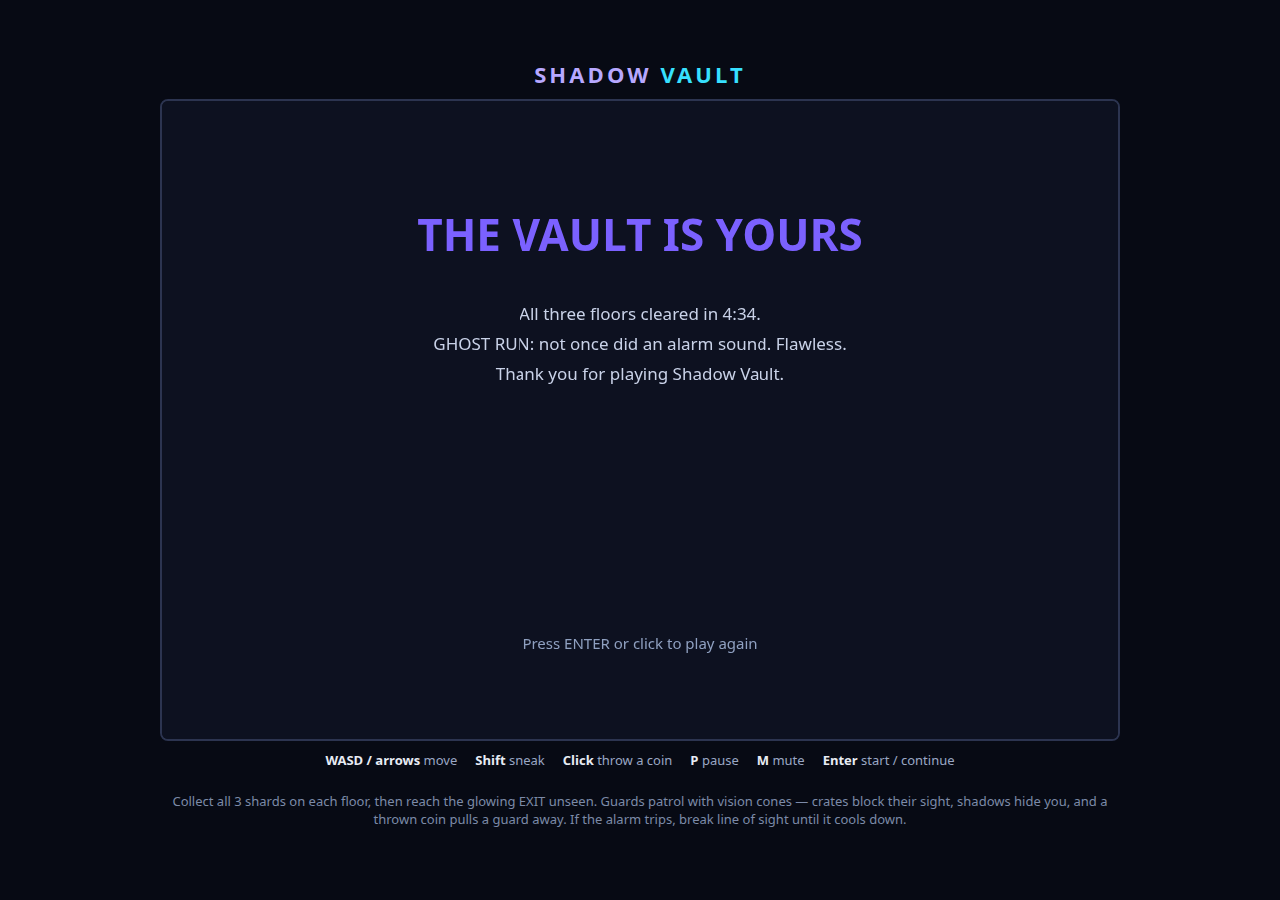 SHADOW VAULT
THE VAULT IS YOURS
All three floors cleared in 4:34.
GHOST RUN: not once did an alarm sound. Flawless.
Thank you for playing Shadow Vault.
Press ENTER or click to play again
WASD / arrows move Shift sneak Click throw a coin P pause M mute Enter start / continue
Collect all 3 shards on each floor, then reach the glowing EXIT unseen. Guards patrol with vision cones — crates block their sight, shadows hide you, and a
thrown coin pulls a guard away. If the alarm trips, break line of sight until it cools down.